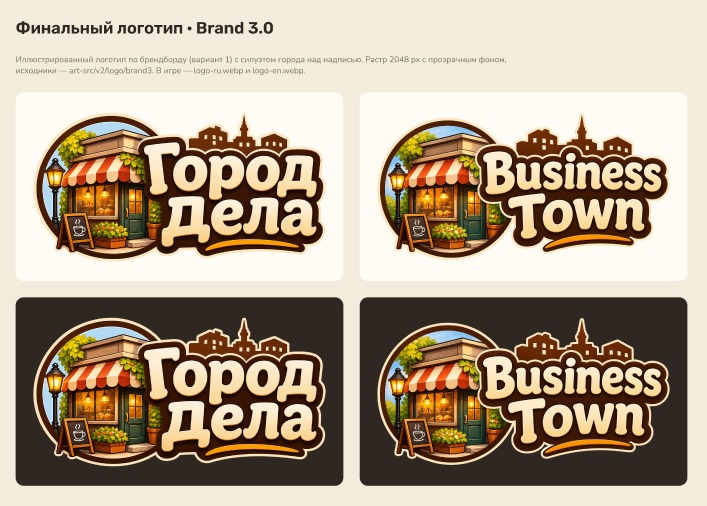 Финальный логотип • Brand 3.0
Иллюстрированный логотип по брендборду (вариант 1) с силуэтом города над надписью. Растр 2048 px с прозрачным фоном,
исходники — art-src/v2/logo/brand3. В игре — logo-ru.webp и logo-en.webp.
Город
дела
Business
Town
Город
дела
Business
Town